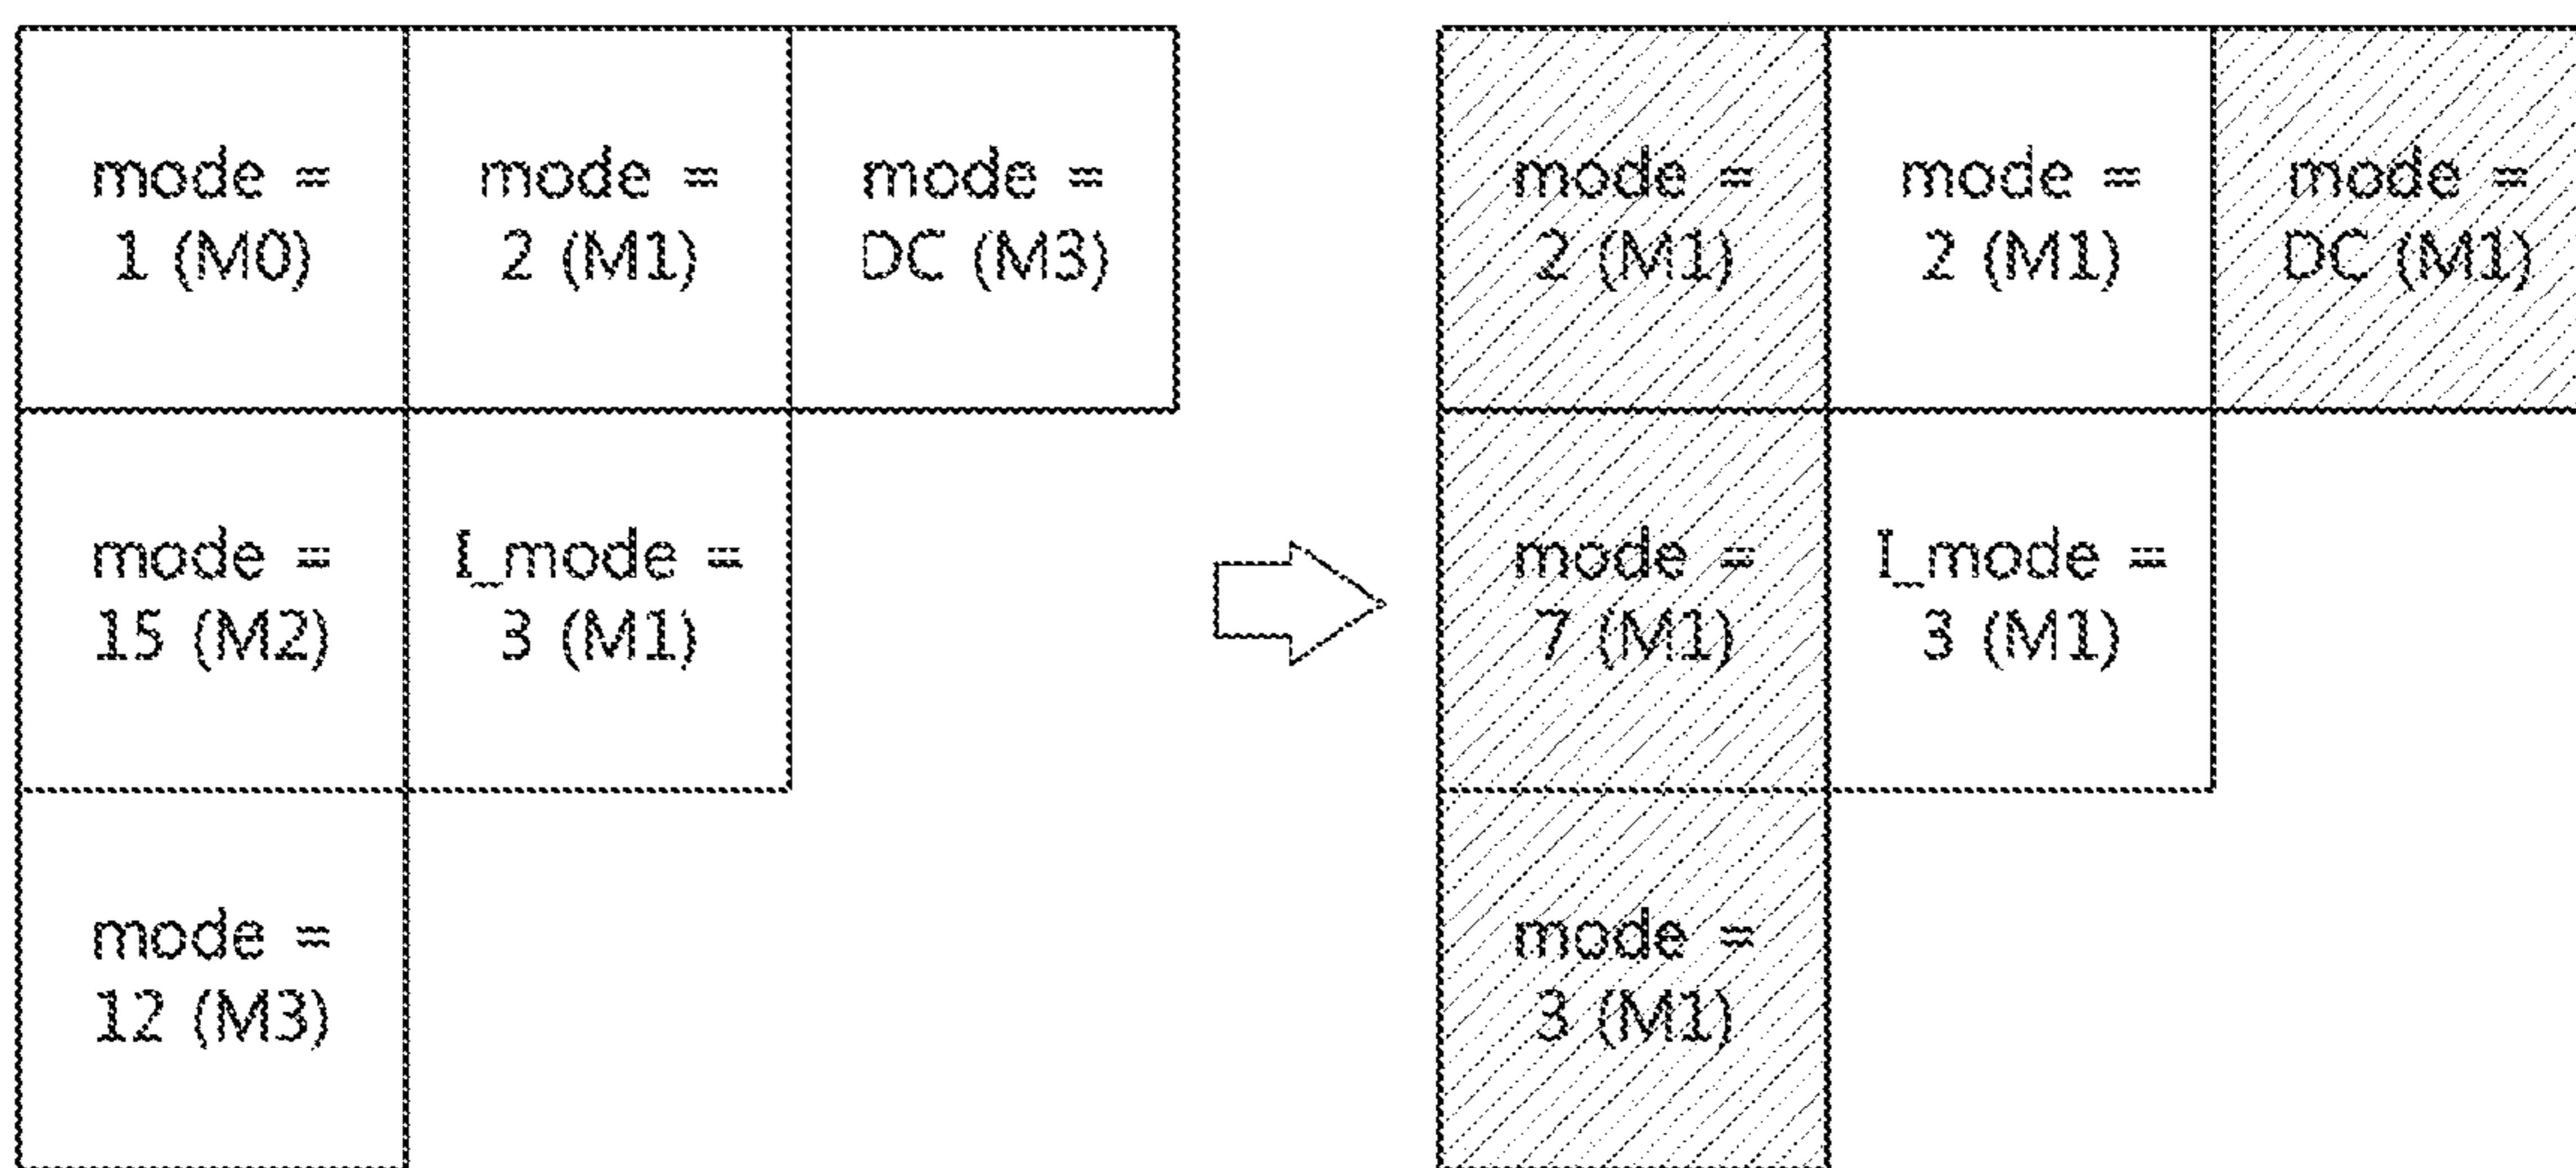 mode =
1 (M0)
mode =
2 (M1)
mode =
DC (M3)
mode =
15 (M2)
I_mode =
3 (M1)
mode =
12 (M3)
mode =
2 (M1)
mode =
2 (M1)
mode =
DC (M1)
mode =
7 (M1)
I_mode =
3 (M1)
mode =
3 (M1)